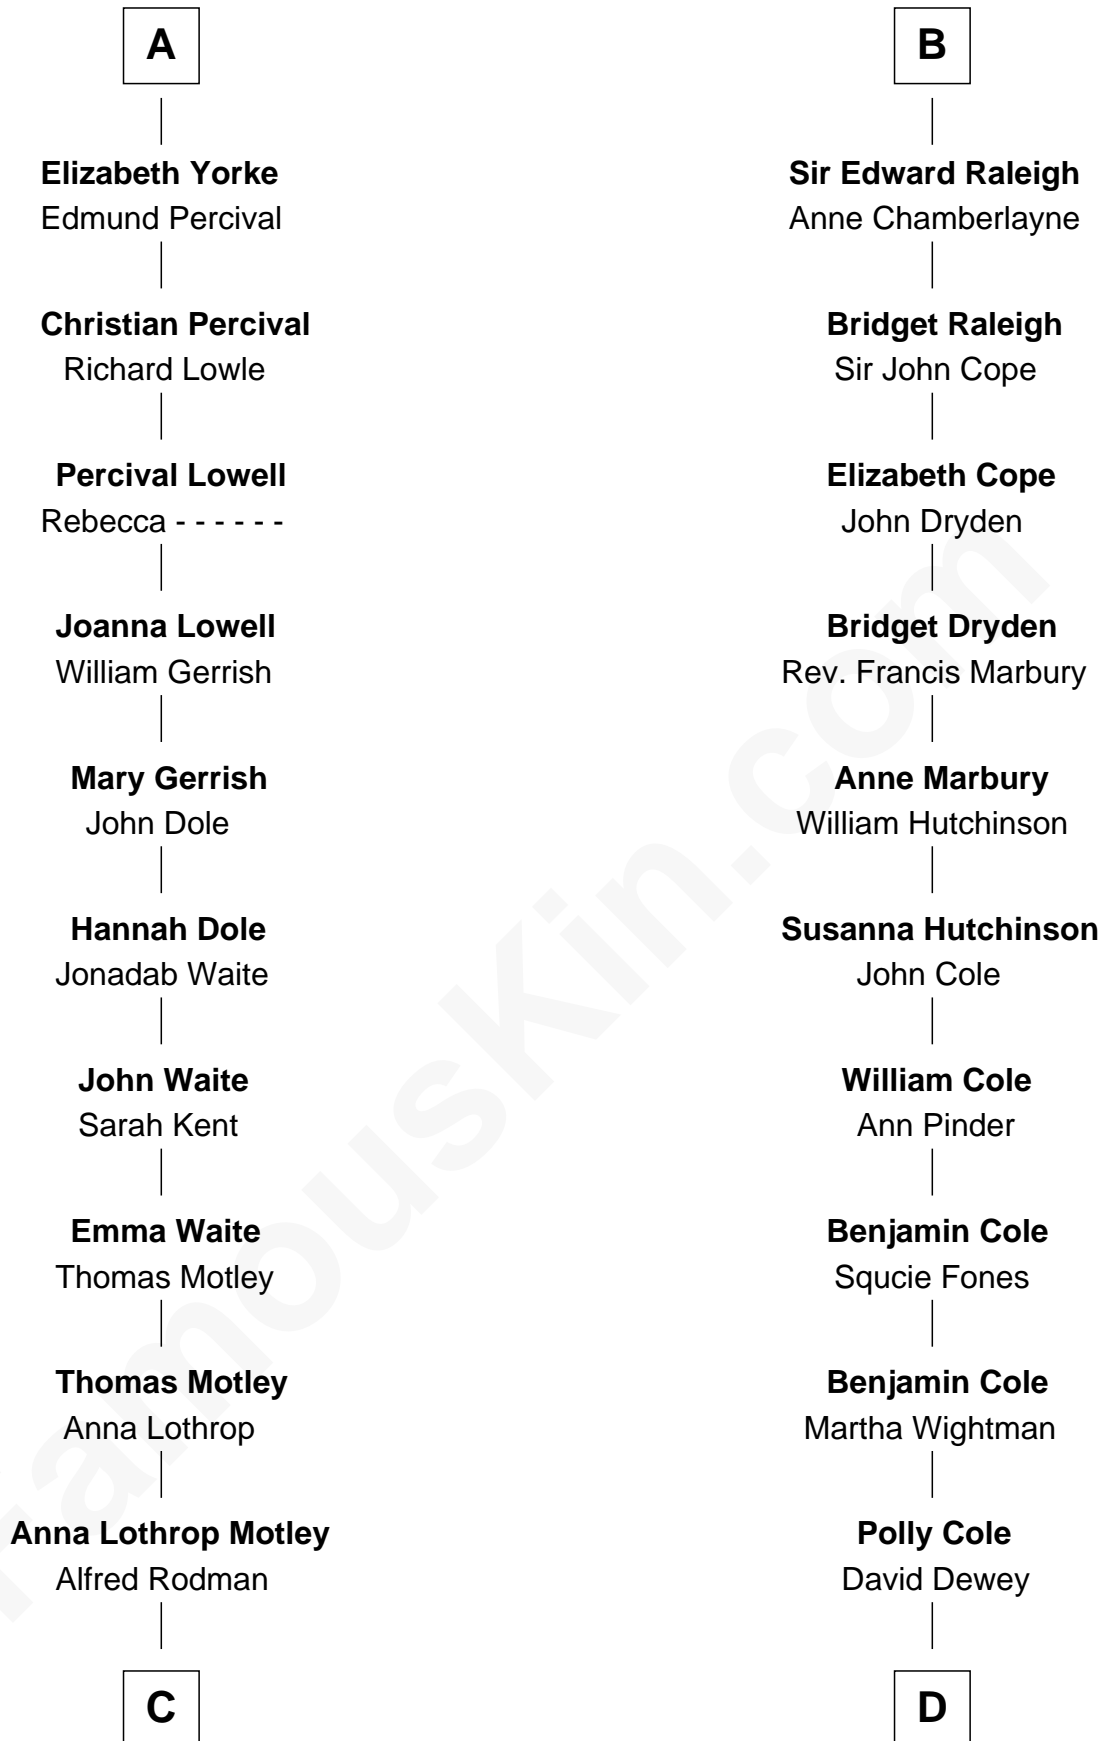 A
Elizabeth Yorke
Edmund Percival
Christian Percival
Richard Lowle
Percival Lowell
Rebecca - - - - - -
Joanna Lowell
William Gerrish
Mary Gerrish
John Dole
Hannah Dole
Jonadab Waite
John Waite
Sarah Kent
Emma Waite
Thomas Motley
Thomas Motley
Anna Lothrop
Anna Lothrop Motley
Alfred Rodman
C
B
Sir Edward Raleigh
Anne Chamberlayne
Bridget Raleigh
Sir John Cope
Elizabeth Cope
John Dryden
Bridget Dryden
Rev. Francis Marbury
Anne Marbury
William Hutchinson
Susanna Hutchinson
John Cole
William Cole
Ann Pinder
Benjamin Cole
Squcie Fones
Benjamin Cole
Martha Wightman
Polly Cole
David Dewey
D
FamousKin.com